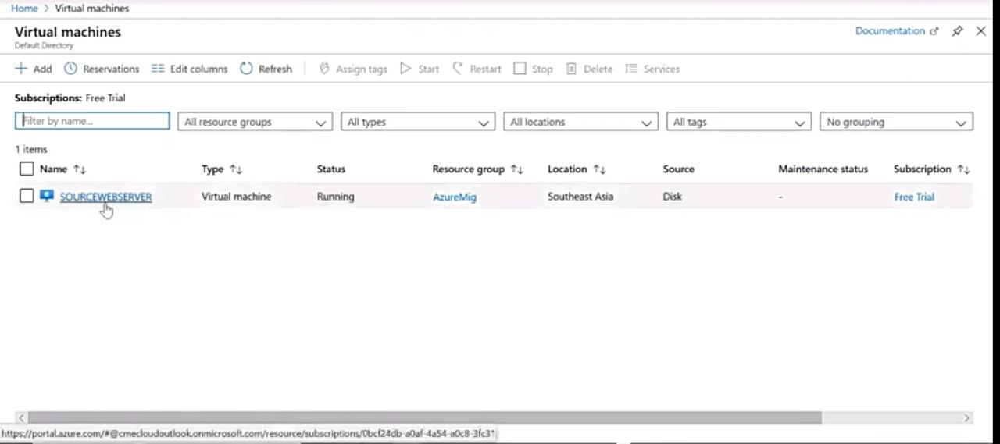 Home > Virtual machines
Virtual machines
Default Directory
Documentation
Add Reservations Edit columns Refresh Assign tags Start Restart Stop Delete Services
Subscriptions: Free Trial
Filter by name... All resource groups All types All locations All tags No grouping
1 items
Name Type Status Resource group Location Source Maintenance status Subscription
SOURCEWEBSERVER Virtual machine Running AzureMig Southeast Asia Disk - Free Trial
https://portal.azure.com/#@cmecloudoutlook.onmicrosoft.com/resource/subscriptions/0bcf24db-a0af-4a54-a0c8-3fc31